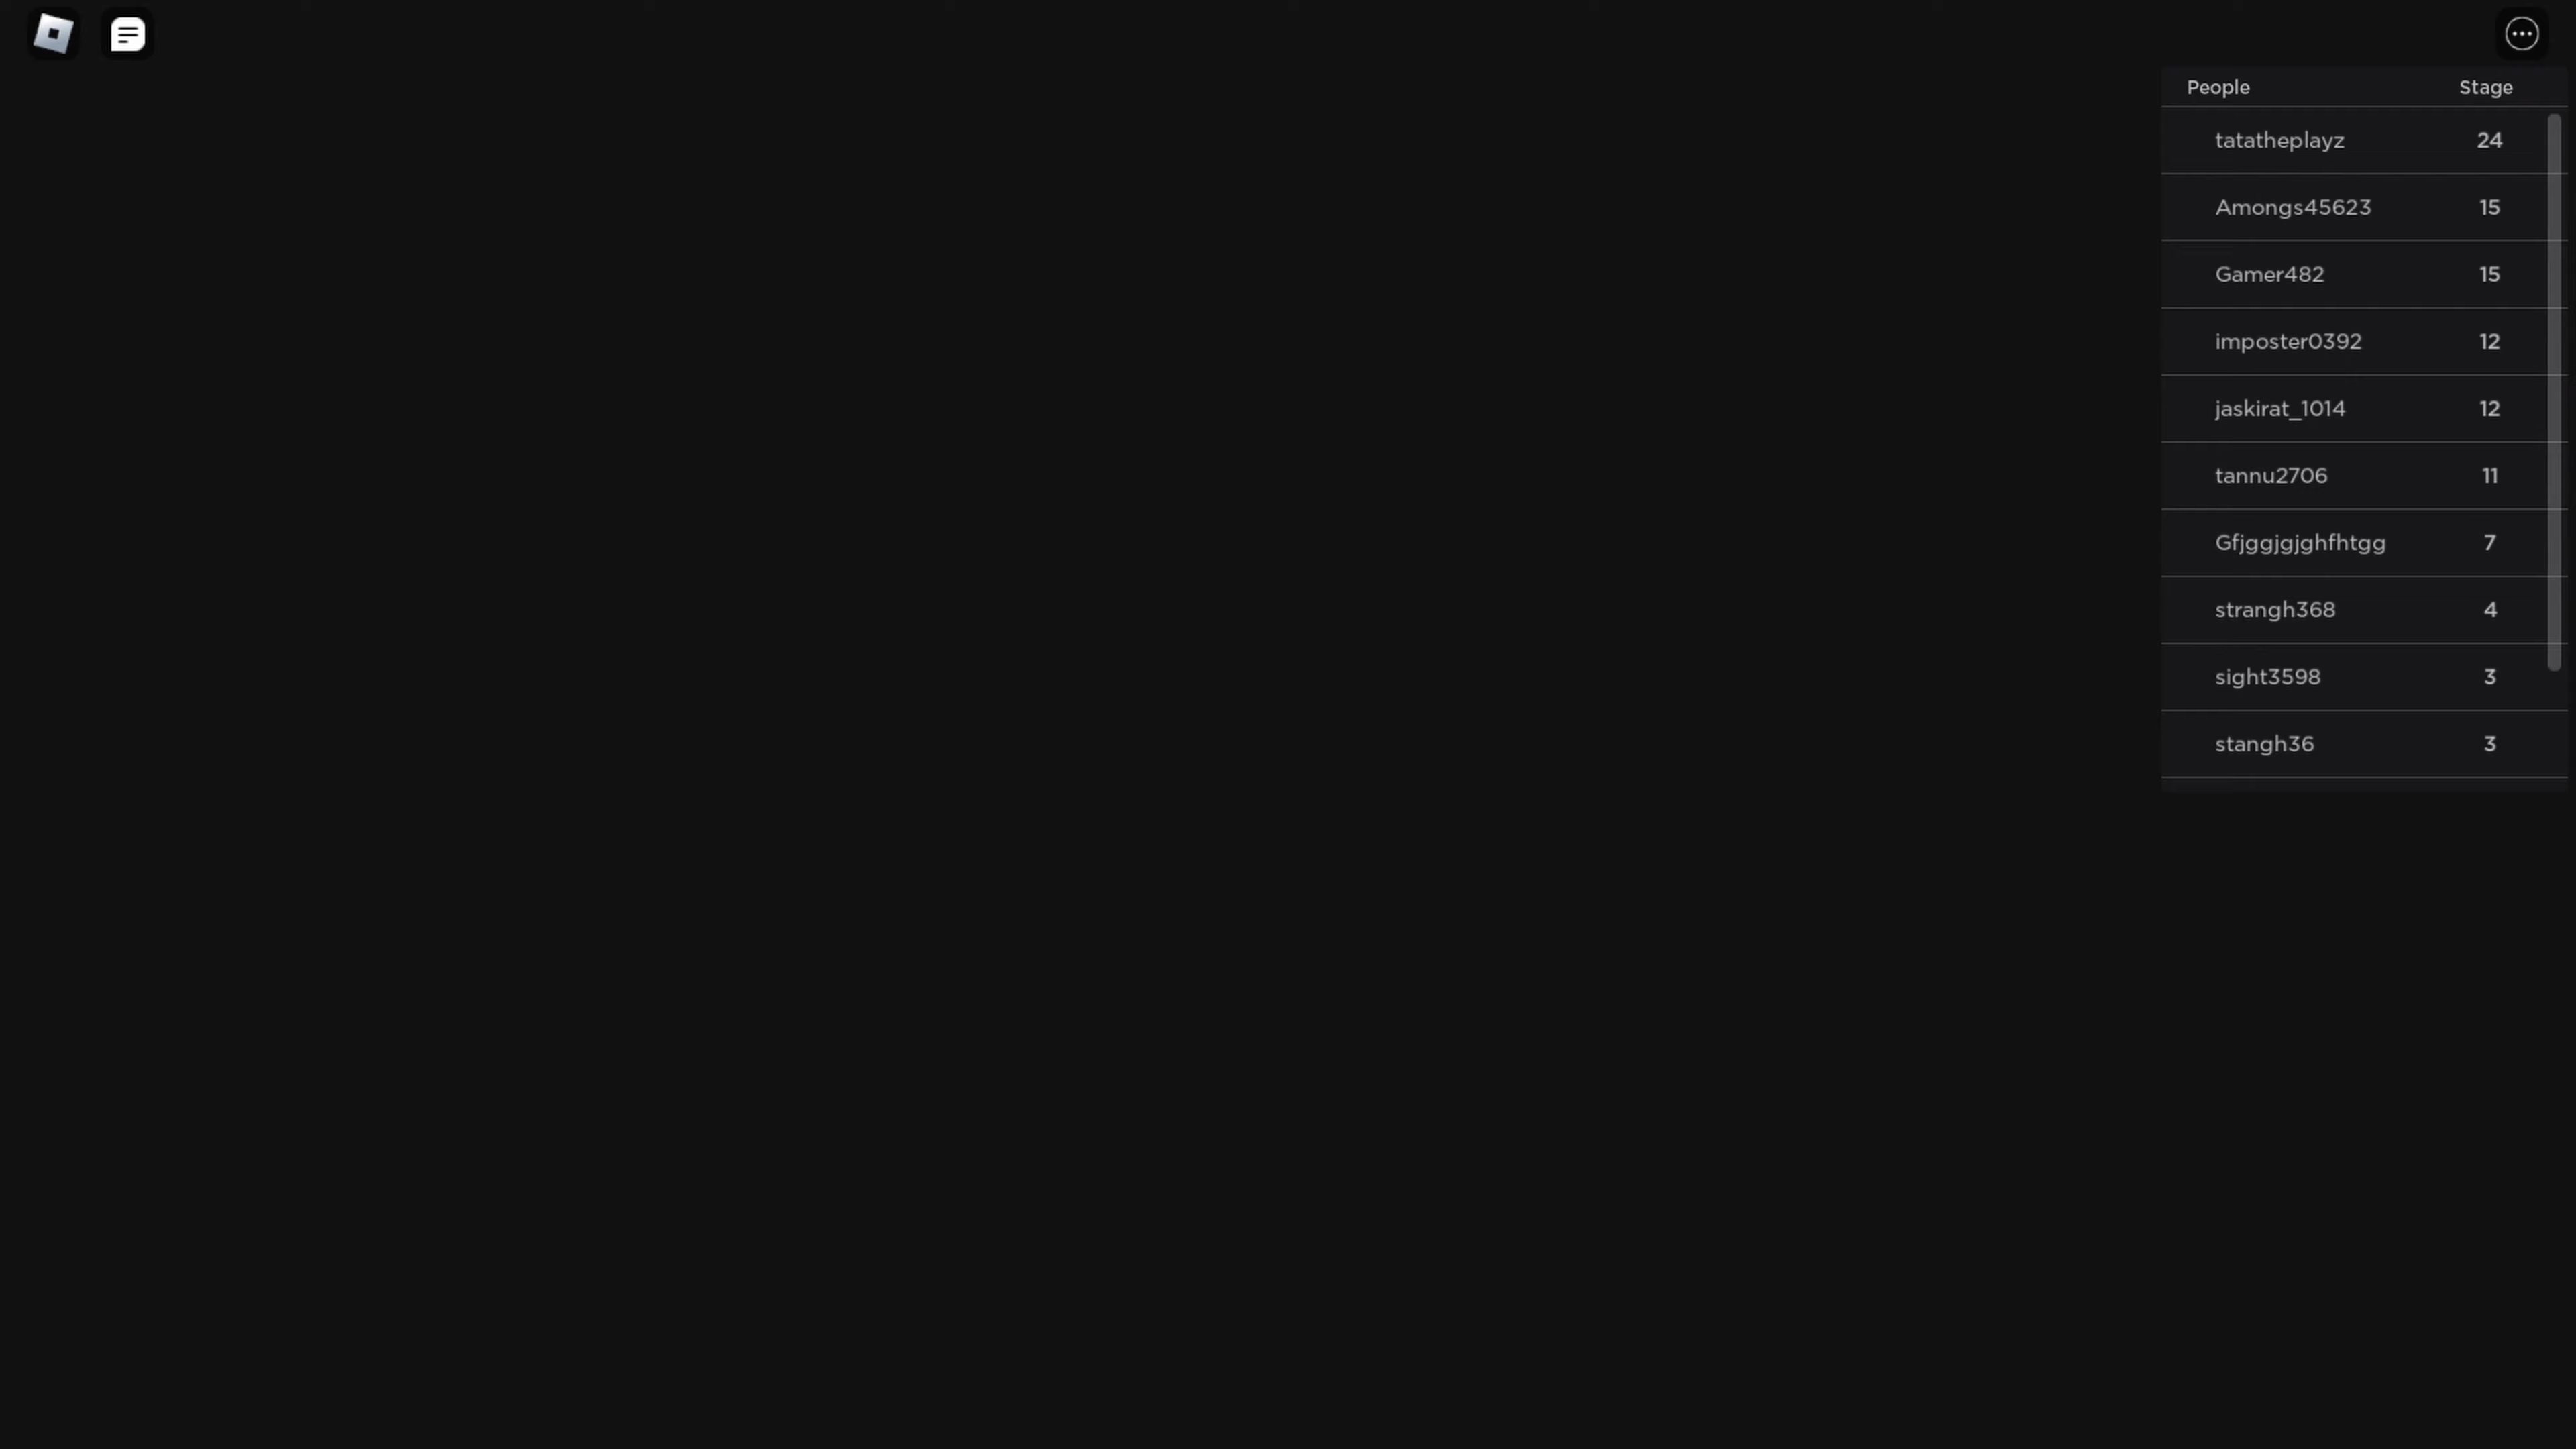 People Stage
tatatheplayz 24
Amongs45623 15
Gamer482 15
imposter0392 12
jaskirat_1014 12
tannu2706 11
Gfjggjgjghfhtgg 7
strangh368 4
sight3598 3
stangh36 3